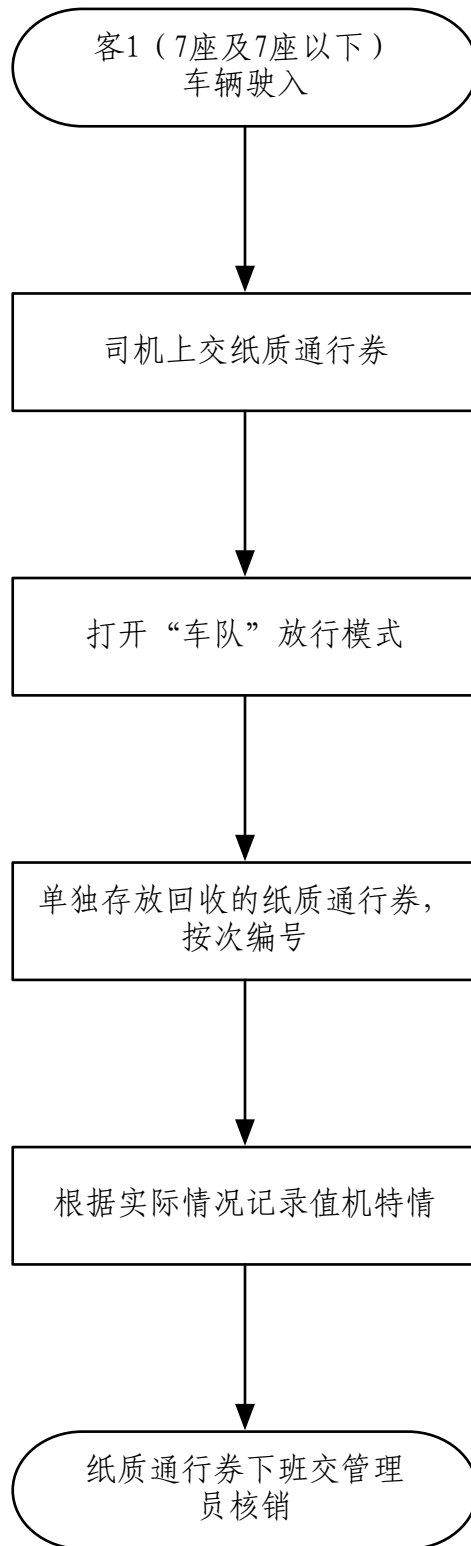 客1（7座及7座以下）
车辆驶入
司机上交纸质通行券
打开“车队”放行模式
单独存放回收的纸质通行券，
按次编号
根据实际情况记录值机特情
纸质通行券下班交管理
员核销